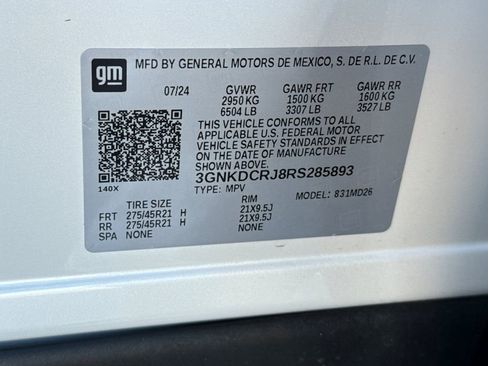 gm
MFD BY GENERAL MOTORS DE MEXICO, S. DE R.L. DE C.V.
07/24 GVWR GAWR FRT GAWR RR
2950 KG 1500 KG 1600 KG
6504 LB 3307 LB 3527 LB
THIS VEHICLE CONFORMS TO ALL
APPLICABLE U.S. FEDERAL MOTOR
VEHICLE SAFETY STANDARDS IN EFFECT
ON THE DATE OF MANUFACTURE SHOWN ABOVE.
3GNKDCRJ8RS285893
140X
TYPE: MPV MODEL: 831MD26
TIRE SIZE RIM
FRT 275/45R21 H 21X9.5J
RR 275/45R21 H 21X9.5J
SPA NONE NONE